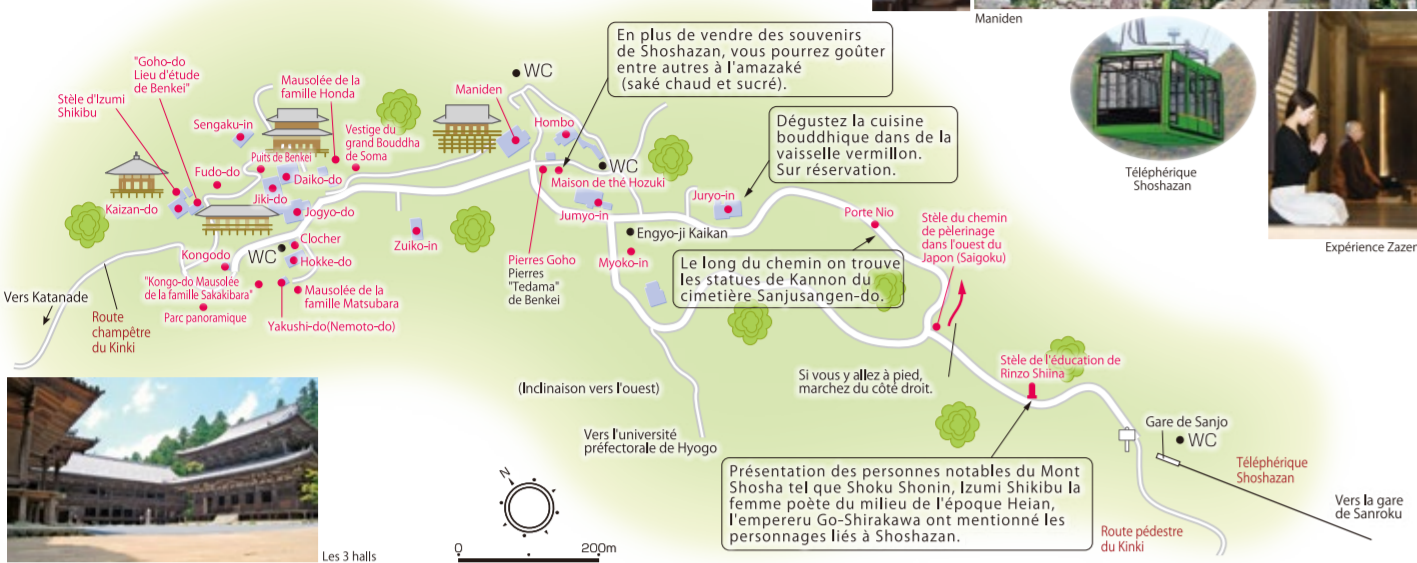 Maniden
En plus de vendre des souvenirs
de Shoshazan, vous pourrez goûter
entre autres à l'amazaké
(saké chaud et sucré).
Téléphérique
Shoshazan
Expérience Zazen
Dégustez la cuisine
bouddhique dans de la
vaisselle vermillon.
Sur réservation.
"Goho-do
Lieu d'étude
de Benkei"
Stèle d'Izumi
Shikibu
Sengaku-in
Mausolée de la
famille Honda
Vestige du
grand Bouddha
de Soma
Maniden
WC
Hombo
WC
Maison de thé Hozuki
Puits de Benkei
Fudo-do
Daiko-do
Jiki-do
Kaizan-do
Jogyo-do
Jumyo-in
Juryo-in
Porte Nio
Stèle du chemin
de pèlerinage
dans l'ouest du
Japon (Saigoku)
Clocher
WC
Hokke-do
Zuiko-in
Pierres Goho
Pierres
"Tedama"
de Benkei
Engyo-ji Kaikan
Myoko-in
Le long du chemin on trouve
les statues de Kannon du
cimetière Sanjusangen-do.
Kongodo
"Kongo-do Mausolée
de la famille Sakakibara"
Mausolée de la
famille Matsubara
Parc panoramique
Yakushi-do(Nemoto-do)
Vers Katanade
Route
champêtre
du Kinki
Stèle de l'éducation de
Rinzo Shiina
Si vous y allez à pied,
marchez du côté droit.
(Inclinaison vers l'ouest)
Vers l'université
préfectorale de Hyogo
Gare de Sanjo
WC
Téléphérique
Shoshazan
Vers la gare
de Sanroku
Présentation des personnes notables du Mont
Shosha tel que Shoku Shonin, Izumi Shikibu la
femme poète du milieu de l'époque Heian,
l'empereru Go-Shirakawa ont mentionné les
personnages liés à Shoshazan.
Route pédestre
du Kinki
N
0 200m
Les 3 halls